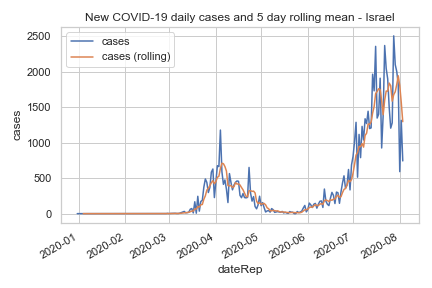 New COVID-19 daily cases and 5 day rolling mean - Israel
cases
cases (rolling)
2500
2000
1500
1000
500
0
cases
2020-01
2020-02
2020-03
2020-04
2020-05
2020-06
2020-07
2020-08
dateRep